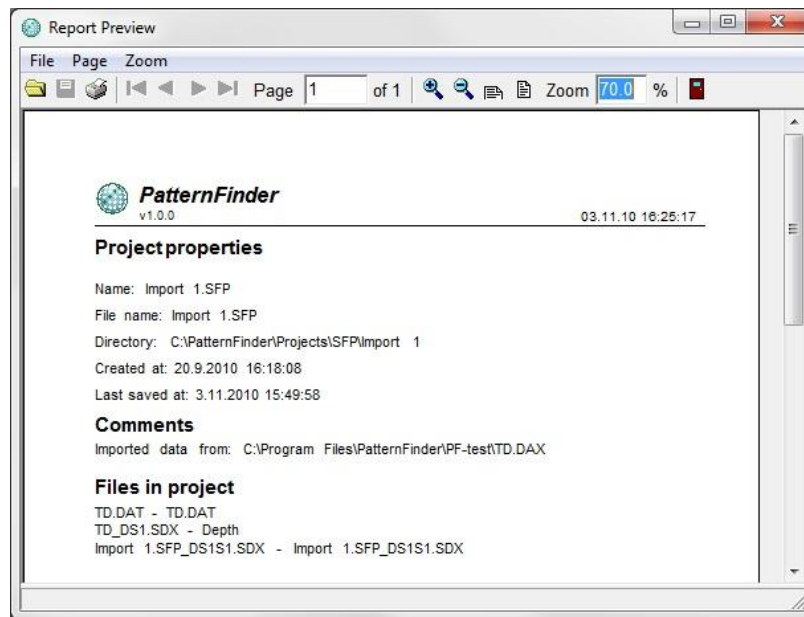 Report Preview
File Page Zoom
Page 1 of 1 Zoom 70.0 %
PatternFinder
v1.0.0
03.11.10 16:25:17
Project properties
Name: Import 1.SFP
File name: Import 1.SFP
Directory: C:\PatternFinder\Projects\SFP\Import 1
Created at: 20.9.2010 16:18:08
Last saved at: 3.11.2010 15:49:58
Comments
Imported data from: C:\Program Files\PatternFinder\PF-test\TD.DAX
Files in project
TD.DAT - TD.DAT
TD_DS1.SDX - Depth
Import 1.SFP_DS1S1.SDX - Import 1.SFP_DS1S1.SDX